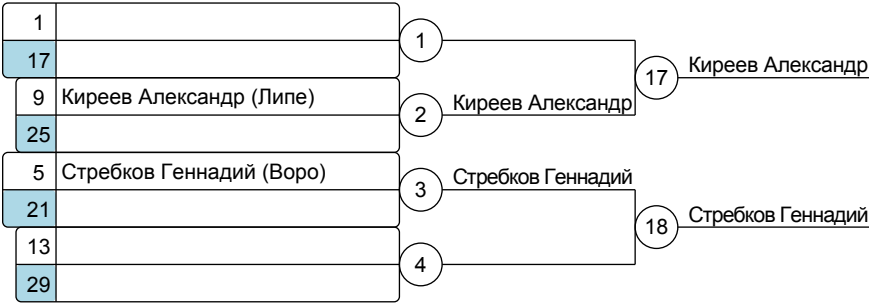 1
17
1
9 Киреев Александр (Липе)
25
2
Киреев Александр
17
Киреев Александр
5 Стребков Геннадий (Воро)
21
3
Стребков Геннадий
13
29
4
18
Стребков Геннадий